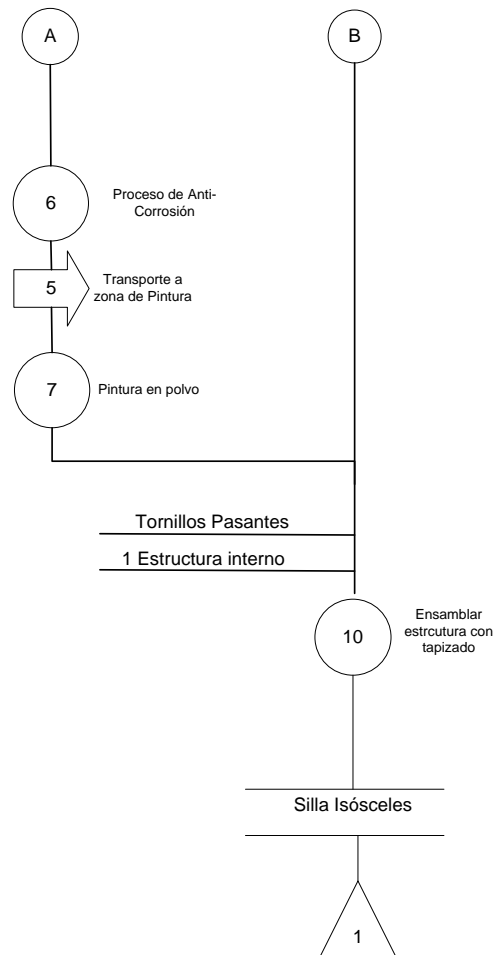 A
B
6
Proceso de Anti-
Corrosión
5
Transporte a
zona de Pintura
7
Pintura en polvo
Tornillos Pasantes
1 Estructura interno
10
Ensamblar
estrcutura con
tapizado
Silla Isósceles
1